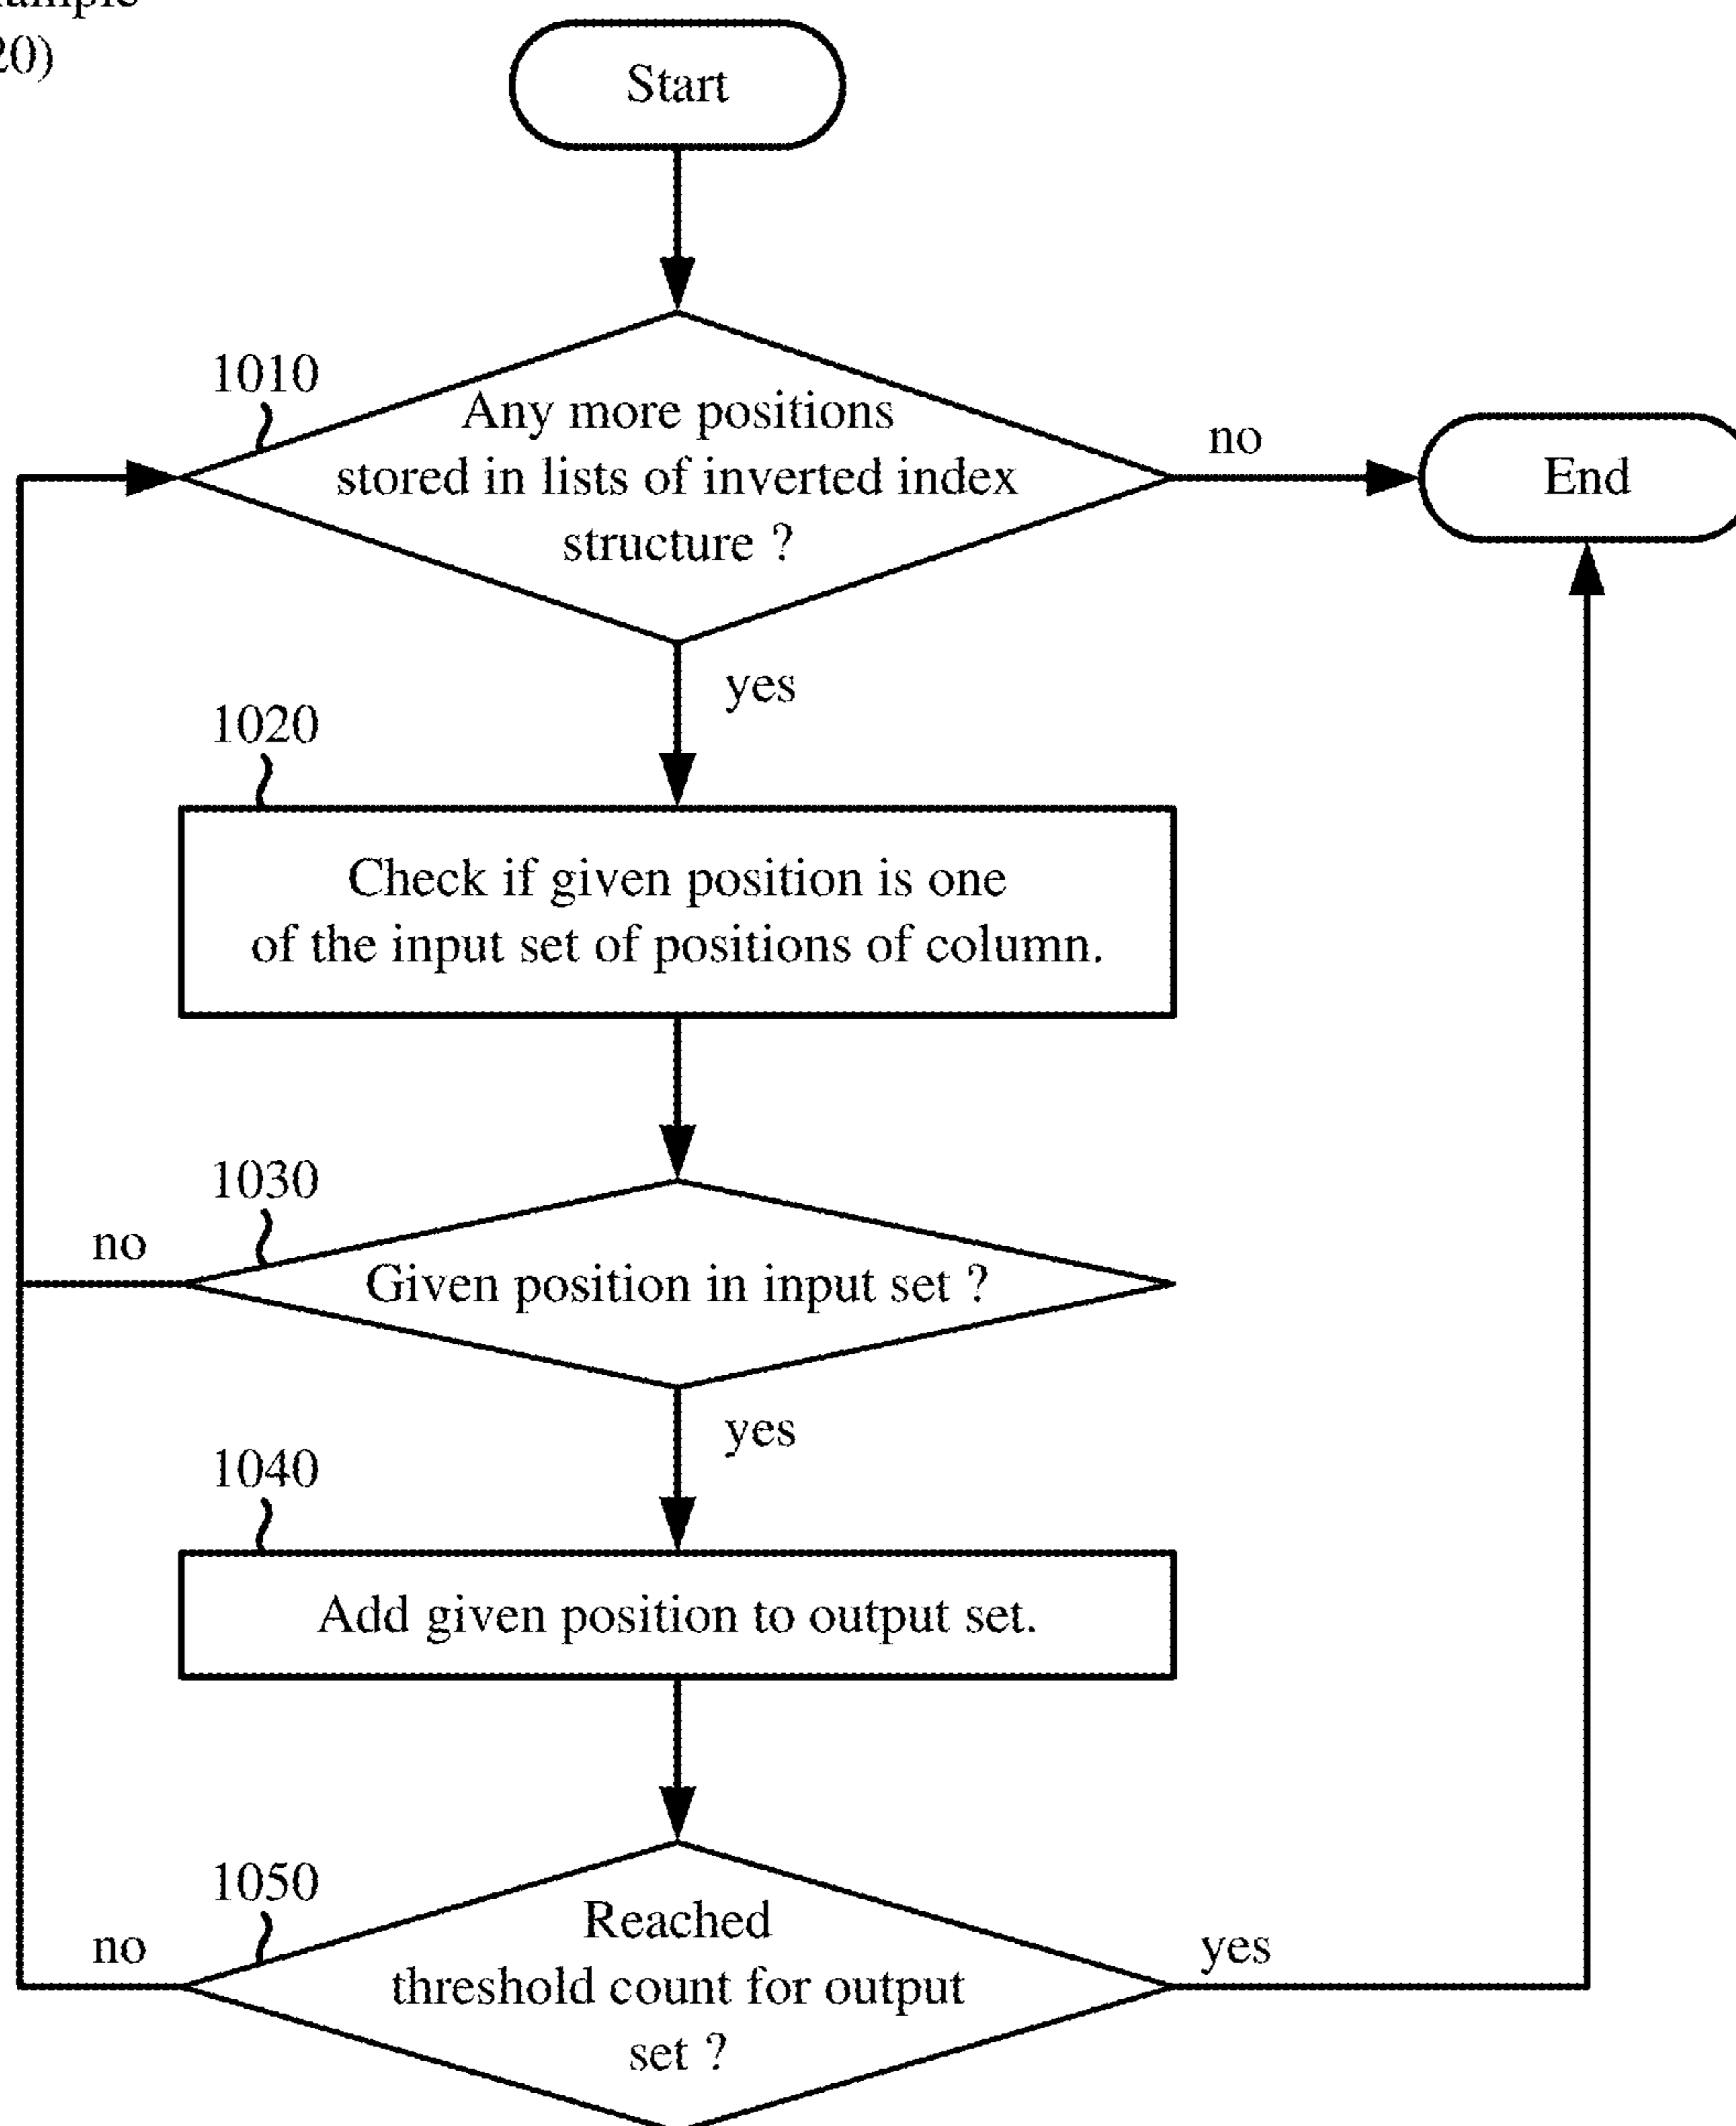 20)
Start
1010
Any more positions
stored in lists of inverted index
structure ?
no
End
yes
1020
Check if given position is one
of the input set of positions of column.
1030
no
Given position in input set ?
yes
1040
Add given position to output set.
1050
no
Reached
threshold count for output
set ?
yes